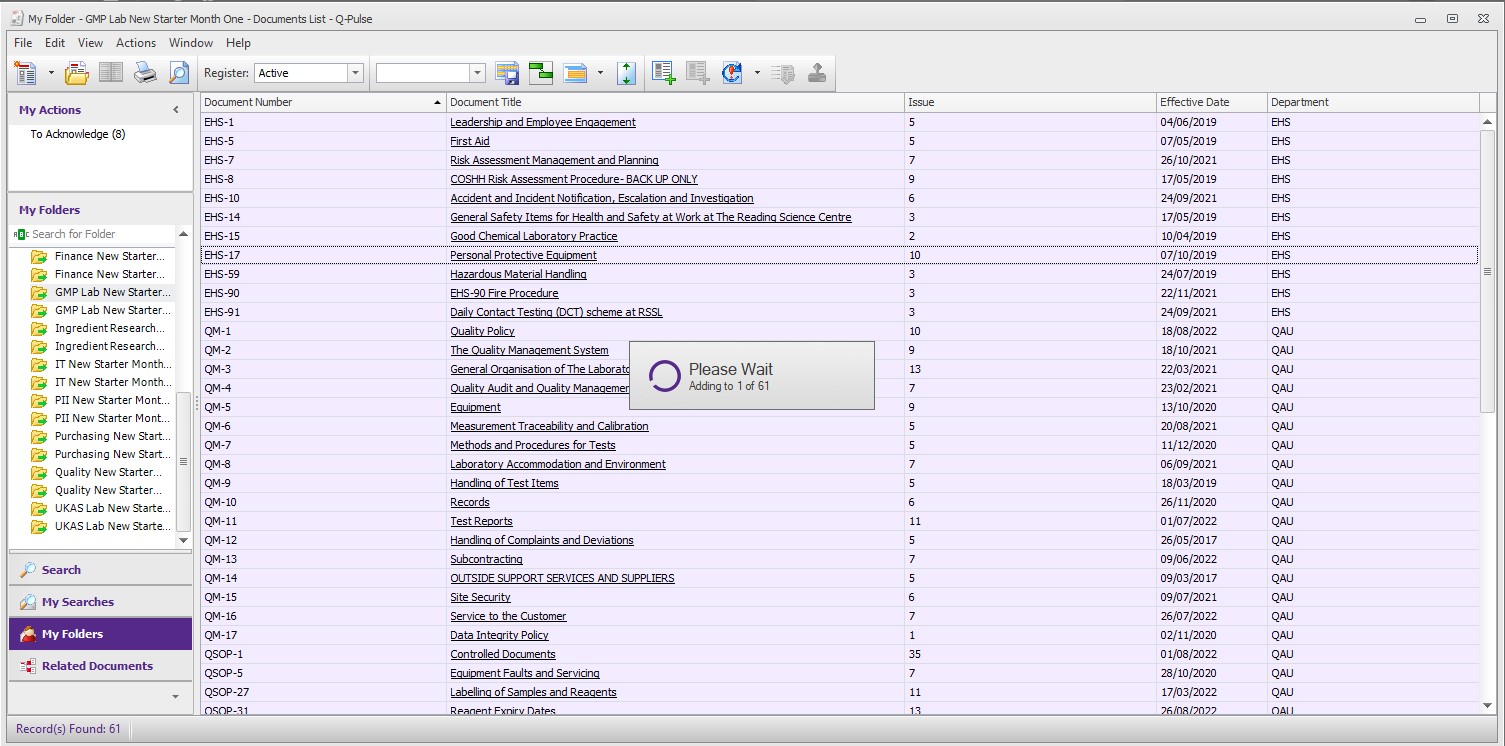 My Folder - GMP Lab New Starter Month One - Documents List - Q-Pulse
File Edit View Actions Window Help
Register: Active
My Actions
To Acknowledge (8)
My Folders
Search for Folder
Finance New Starter...
Finance New Starter...
GMP Lab New Starter...
GMP Lab New Starter...
Ingredient Research...
Ingredient Research...
IT New Starter Month...
IT New Starter Month...
PII New Starter Mont...
PII New Starter Mont...
Purchasing New Start...
Purchasing New Start...
Quality New Starter...
Quality New Starter...
UKAS Lab New Starte...
UKAS Lab New Starte...
Search
My Searches
My Folders
Related Documents
Document Number Document Title Issue Effective Date Department
EHS-1 Leadership and Employee Engagement 5 04/06/2019 EHS
EHS-5 First Aid 5 07/05/2019 EHS
EHS-7 Risk Assessment Management and Planning 7 26/10/2021 EHS
EHS-8 COSHH Risk Assessment Procedure- BACK UP ONLY 9 17/05/2019 EHS
EHS-10 Accident and Incident Notification, Escalation and Investigation 6 24/09/2021 EHS
EHS-14 General Safety Items for Health and Safety at Work at The Reading Science Centre 3 17/05/2019 EHS
EHS-15 Good Chemical Laboratory Practice 2 10/04/2019 EHS
EHS-17 Personal Protective Equipment 10 07/10/2019 EHS
EHS-59 Hazardous Material Handling 3 24/07/2019 EHS
EHS-90 EHS-90 Fire Procedure 3 22/11/2021 EHS
EHS-91 Daily Contact Testing (DCT) scheme at RSSL 3 24/09/2021 EHS
QM-1 Quality Policy 10 18/08/2022 QAU
QM-2 The Quality Management System 9 18/10/2021 QAU
QM-3 General Organisation of The Laborato 13 22/03/2021 QAU
QM-4 Quality Audit and Quality Managemen 7 23/02/2021 QAU
QM-5 Equipment 9 13/10/2020 QAU
QM-6 Measurement Traceability and Calibration 5 20/08/2021 QAU
QM-7 Methods and Procedures for Tests 5 11/12/2020 QAU
QM-8 Laboratory Accommodation and Environment 7 06/09/2021 QAU
QM-9 Handling of Test Items 5 18/03/2019 QAU
QM-10 Records 6 26/11/2020 QAU
QM-11 Test Reports 11 01/07/2022 QAU
QM-12 Handling of Complaints and Deviations 5 26/05/2017 QAU
QM-13 Subcontracting 7 09/06/2022 QAU
QM-14 OUTSIDE SUPPORT SERVICES AND SUPPLIERS 5 09/03/2017 QAU
QM-15 Site Security 6 09/07/2021 QAU
QM-16 Service to the Customer 7 26/07/2022 QAU
QM-17 Data Integrity Policy 1 02/11/2020 QAU
QSOP-1 Controlled Documents 35 01/08/2022 QAU
QSOP-5 Equipment Faults and Servicing 7 28/10/2020 QAU
QSOP-27 Labelling of Samples and Reagents 11 17/03/2022 QAU
QSOP-31 Reagent Expiry Dates 13 26/08/2022 QAU
Please Wait
Adding to 1 of 61
Record(s) Found: 61